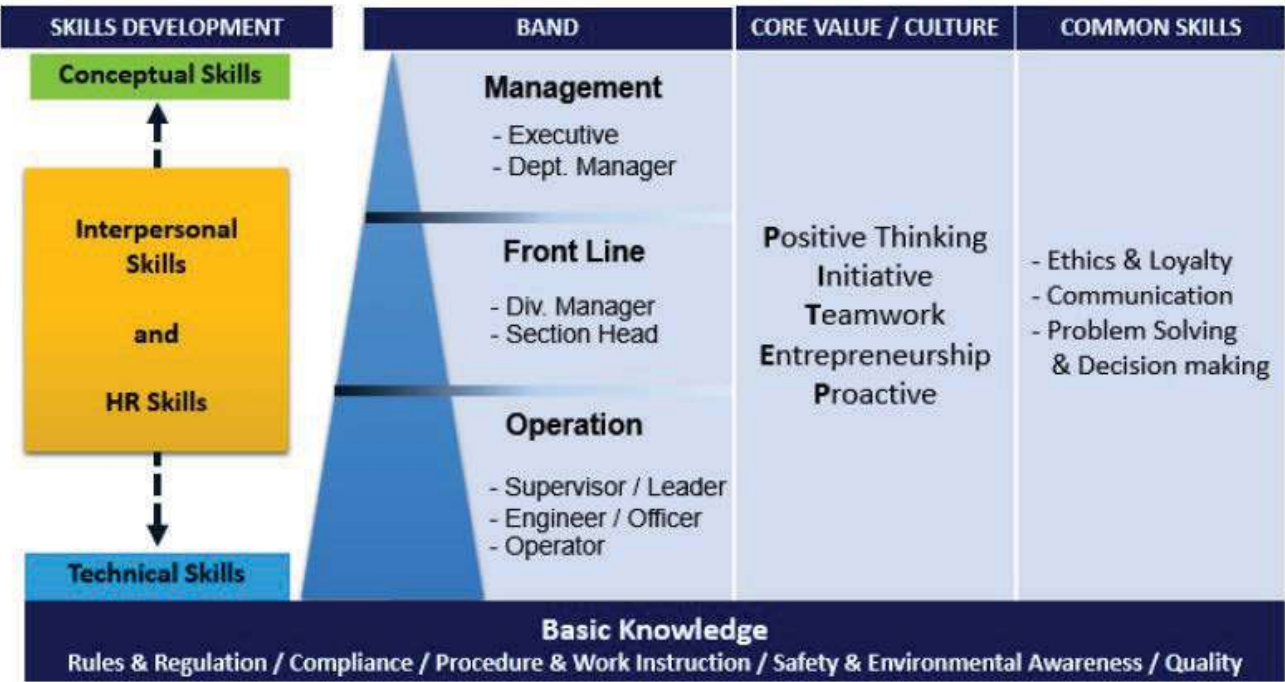 SKILLS DEVELOPMENT
Conceptual Skills
Interpersonal
Skills
and
HR Skills
Technical Skills
BAND
Management
- Executive
- Dept. Manager
Front Line
- Div. Manager
- Section Head
Operation
- Supervisor / Leader
- Engineer / Officer
- Operator
CORE VALUE / CULTURE
Positive Thinking
Initiative
Teamwork
Entrepreneurship
Proactive
COMMON SKILLS
- Ethics & Loyalty
- Communication
- Problem Solving
& Decision making
Basic Knowledge
Rules & Regulation / Compliance / Procedure & Work Instruction / Safety & Environmental Awareness / Quality